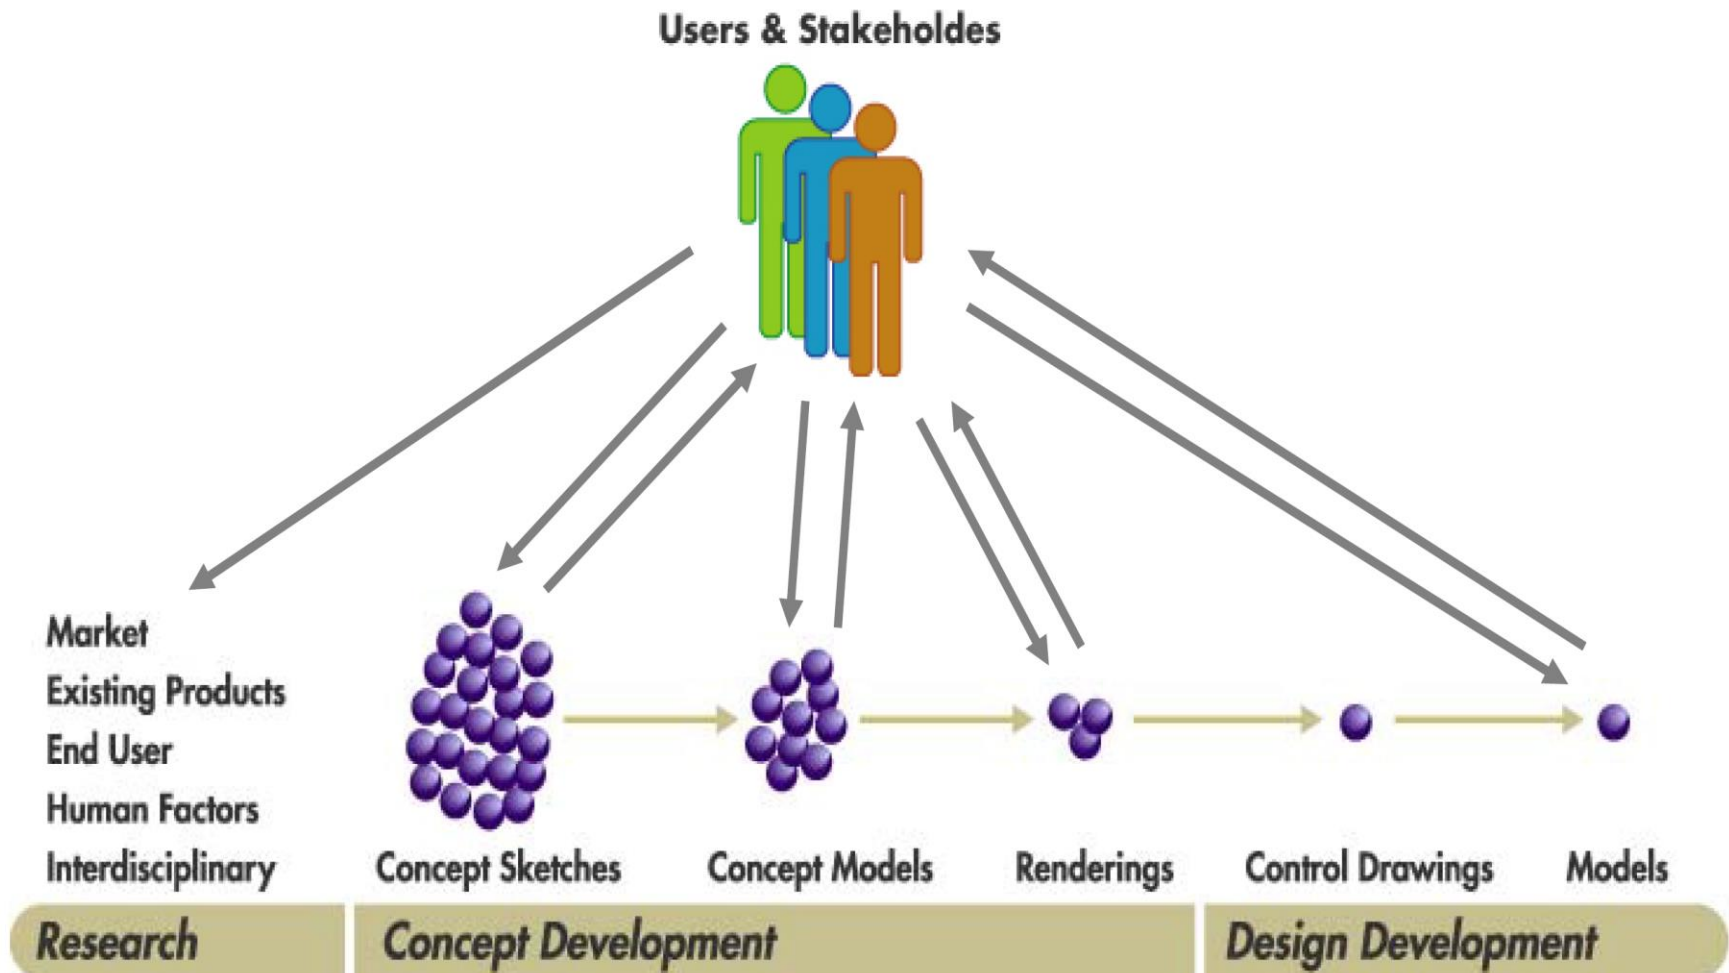 Users & Stakeholdes
Market
Existing Products
End User
Human Factors
Interdisciplinary
Concept Sketches
Concept Models
Renderings
Control Drawings
Models
Research
Concept Development
Design Development